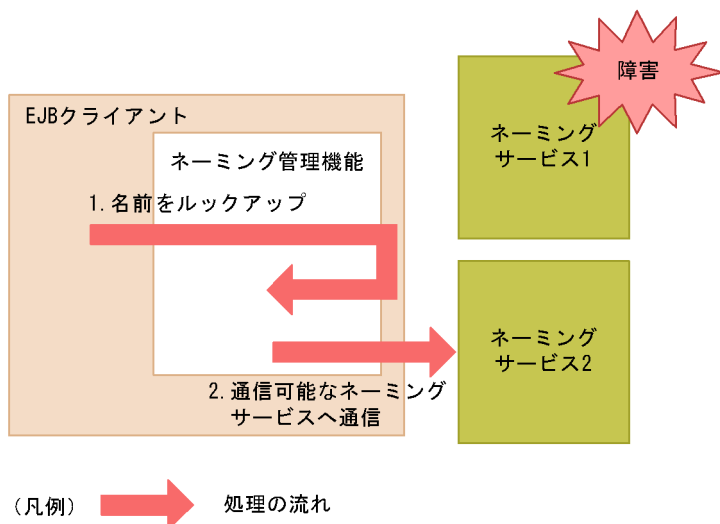 障害
EJBクライアント
ネーミング管理機能
ネーミング
サービス1
1.名前をルックアップ
ネーミング
サービス2
2.通信可能なネーミング
サービスへ通信
(凡例)
処理の流れ